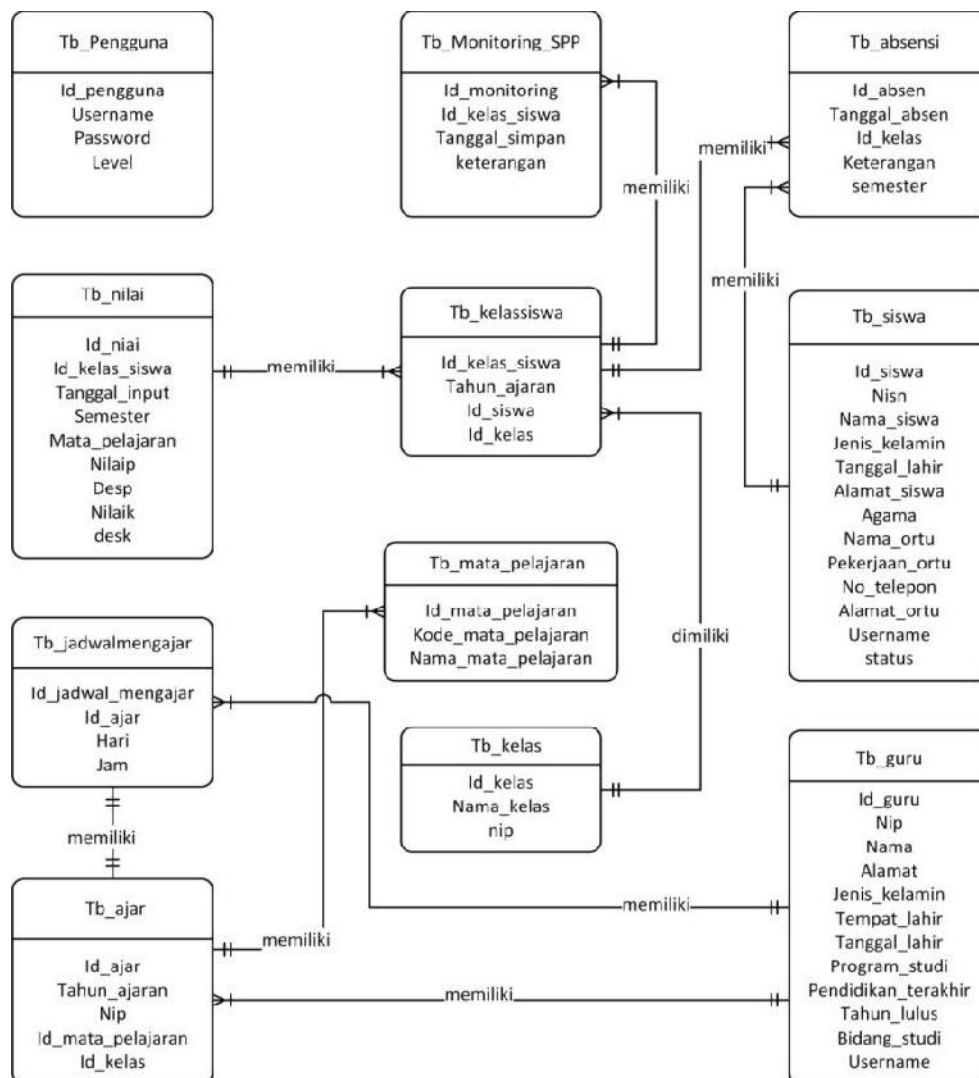 Tb_Pengguna
Id_pengguna
Username
Password
Level
Tb_Monitoring_SPP
Id_monitoring
Id_kelas_siswa
Tanggal_simpan
keterangan
Tb_absensi
Id_absen
Tanggal_absen
Id_kelas
Keterangan
semester
memiliki
memiliki
memiliki
Tb_nilai
Id_niai
Id_kelas_siswa
Tanggal_input
Semester
Mata_pelajaran
Nilaip
Desp
Nilaik
desk
memiliki
Tb_kelassiswa
Id_kelas_siswa
Tahun_ajaran
Id_siswa
Id_kelas
Tb_siswa
Id_siswa
Nisn
Nama_siswa
Jenis_kelamin
Tanggal_lahir
Alamat_siswa
Agama
Nama_ortu
Pekerjaan_ortu
No_telepon
Alamat_ortu
Username
status
Tb_mata_pelajaran
Id_mata_pelajaran
Kode_mata_pelajaran
Nama_mata_pelajaran
dimiliki
Tb_jadwalmengajar
Id_jadwal_mengajar
Id_ajar
Hari
Jam
Tb_kelas
Id_kelas
Nama_kelas
nip
Tb_guru
Id_guru
Nip
Nama
Alamat
Jenis_kelamin
Tempat_lahir
Tanggal_lahir
Program_studi
Pendidikan_terakhir
Tahun_lulus
Bidang_studi
Username
memiliki
memiliki
memiliki
memiliki
Tb_ajar
Id_ajar
Tahun_ajaran
Nip
Id_mata_pelajaran
Id_kelas